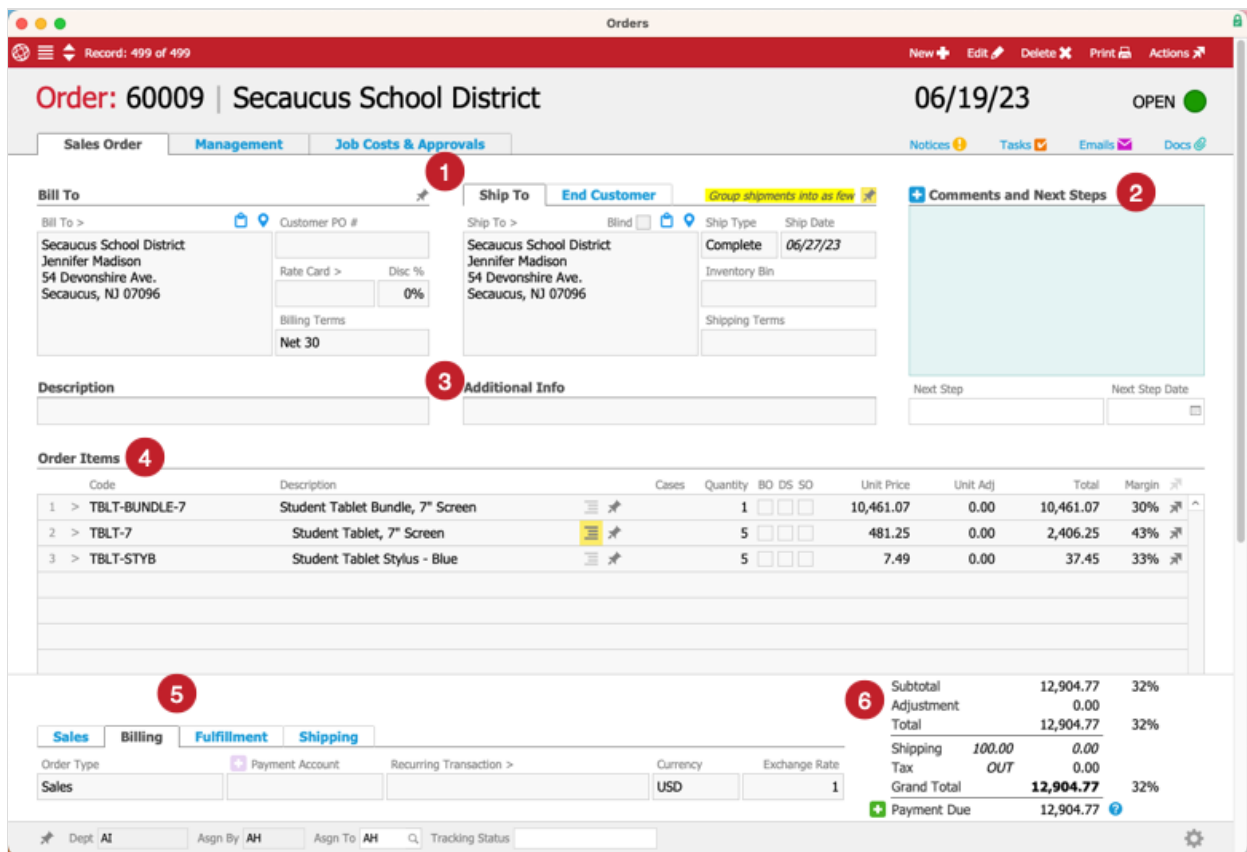 Orders
Record: 499 of 499
New Edit Delete Print Actions
Order: 60009 | Secaucus School District 06/19/23 OPEN
Sales Order Management Job Costs & Approvals Notices Tasks Emails Docs
1
Bill To Ship To End Customer Group shipments into as few Comments and Next Steps 2
Bill To > Customer PO # Ship To > Blind Ship Type Ship Date
Secaucus School District Secaucus School District Complete 06/27/23
Jennifer Madison Jennifer Madison
54 Devonshire Ave. Rate Card > Disc % 54 Devonshire Ave. Inventory Bin
Secaucus, NJ 07096 0% Secaucus, NJ 07096
Billing Terms Shipping Terms
Net 30
Description 3 Additional Info Next Step Next Step Date
Order Items 4
Code Description Cases Quantity BO DS SO Unit Price Unit Adj Total Margin
1 > TBLT-BUNDLE-7 Student Tablet Bundle, 7" Screen 1 10,461.07 0.00 10,461.07 30%
2 > TBLT-7 Student Tablet, 7" Screen 5 481.25 0.00 2,406.25 43%
3 > TBLT-STYB Student Tablet Stylus - Blue 5 7.49 0.00 37.45 33%
5
6
Subtotal 12,904.77 32%
Adjustment 0.00
Total 12,904.77 32%
Sales Billing Fulfillment Shipping
Shipping 100.00 0.00
Tax OUT 0.00
Order Type Payment Account Recurring Transaction > Currency Exchange Rate
Sales USD 1
Grand Total 12,904.77 32%
Payment Due 12,904.77 ?
Dept AI Asgn By AH Asgn To AH Tracking Status